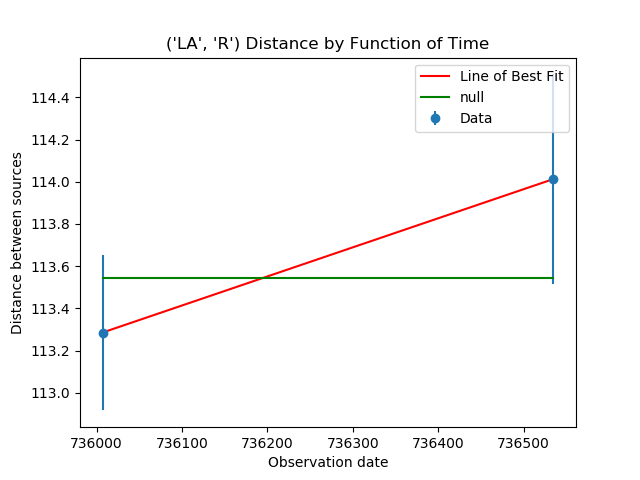 ('LA', 'R') Distance by Function of Time
Line of Best Fit
null
Data
114.4
114.2
114.0
113.8
113.6
113.4
113.2
113.0
Distance between sources
736000 736100 736200 736300 736400 736500
Observation date